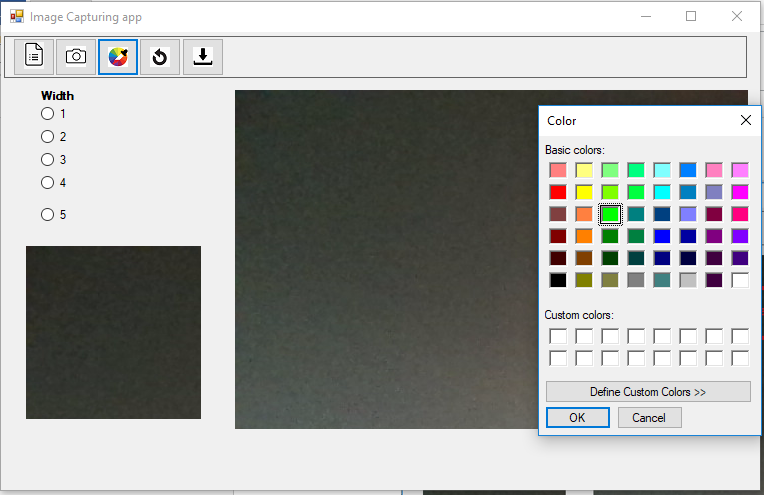 Image Capturing app
Width
1
2
3
4
5
Color
Basic colors:
Custom colors:
Define Custom Colors >>
OK
Cancel